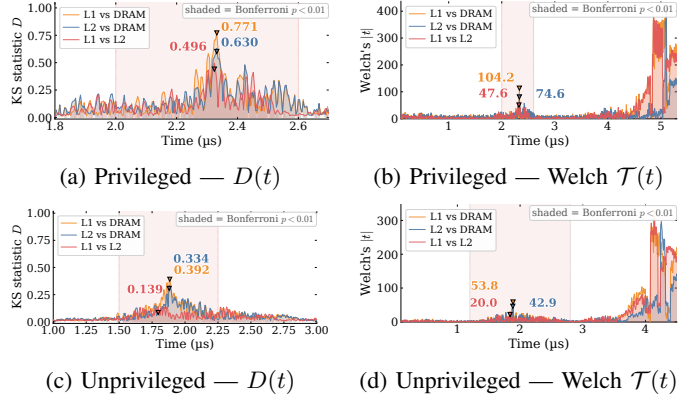 KS statistic D
1.00
0.75
0.50
0.25
0.00
L1 vs DRAM
L2 vs DRAM
L1 vs L2
shaded = Bonferroni p < 0.01
0.771
0.630
0.496
1.8 2.0 2.2 2.4 2.6
Time (µs)
(a) Privileged — D(t)
Welch's |t|
400
300
200
100
0
L1 vs DRAM
L2 vs DRAM
L1 vs L2
shaded = Bonferroni p < 0.01
104.2
47.6 74.6
1 2 3 4 5
Time (µs)
(b) Privileged — Welch 𝒯(t)
KS statistic D
1.00
0.75
0.50
0.25
0.00
L1 vs DRAM
L2 vs DRAM
L1 vs L2
shaded = Bonferroni p < 0.01
0.334
0.392
0.139
1.00 1.25 1.50 1.75 2.00 2.25 2.50 2.75 3.00
Time (µs)
(c) Unprivileged — D(t)
Welch's |t|
300
200
100
0
L1 vs DRAM
L2 vs DRAM
L1 vs L2
shaded = Bonferroni p < 0.01
53.8
20.0 42.9
1 2 3 4
Time (µs)
(d) Unprivileged — Welch 𝒯(t)